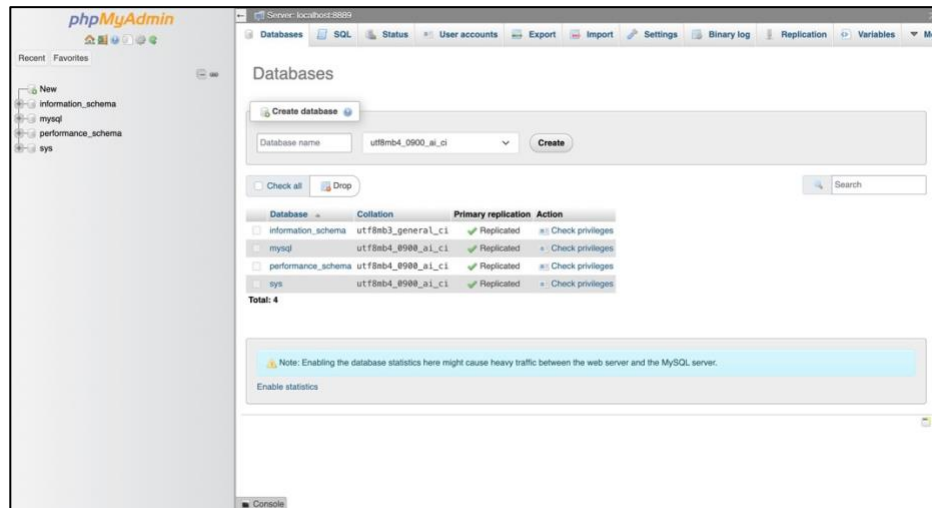 phpMyAdmin
Recent Favorites
New
information_schema
mysql
performance_schema
sys
Server: localhost:8889
Databases SQL Status User accounts Export Import Settings Binary log Replication Variables
Databases
Create database
Database name utf8mb4_0900_ai_ci Create
Check all Drop Search
Database Collation Primary replication Action
information_schema utf8mb3_general_ci Replicated Check privileges
mysql utf8mb4_0900_ai_ci Replicated Check privileges
performance_schema utf8mb4_0900_ai_ci Replicated Check privileges
sys utf8mb4_0900_ai_ci Replicated Check privileges
Total: 4
Note: Enabling the database statistics here might cause heavy traffic between the web server and the MySQL server.
Enable statistics
Console